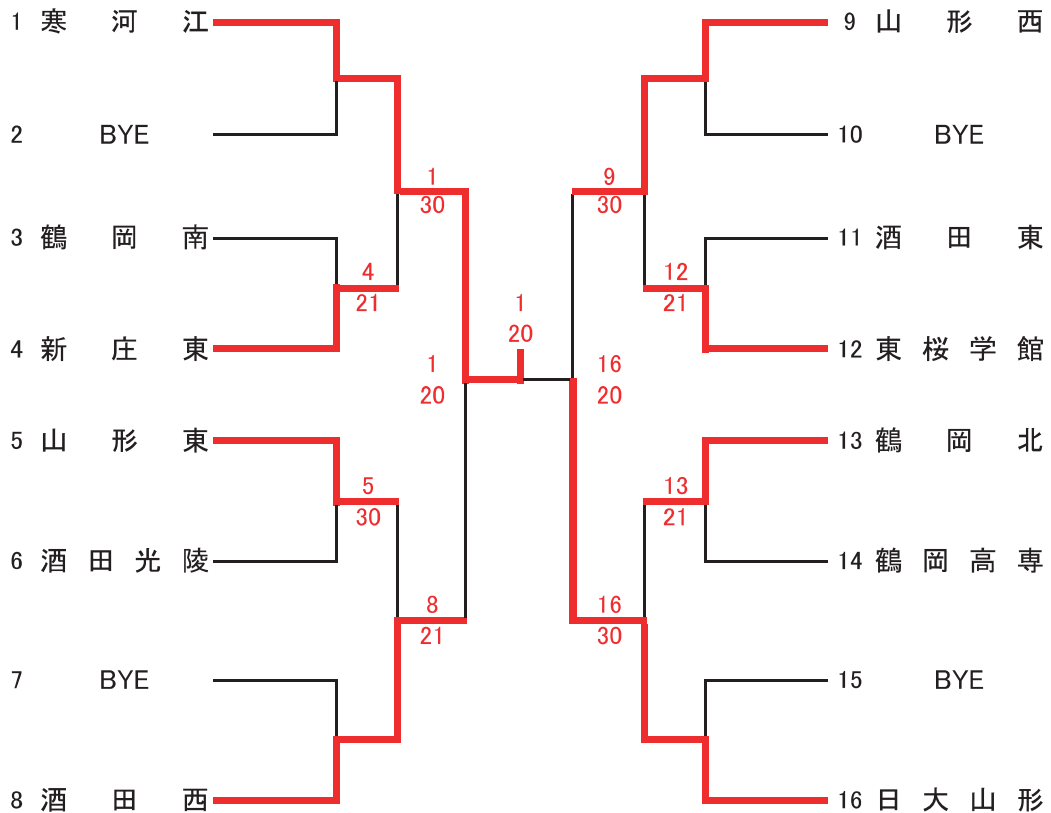 1 寒河江
2 BYE
3 鶴岡南
4 新庄東
5 山形東
6 酒田光陵
7 BYE
8 酒田西
4
21
5
30
1
30
8
21
1
20
1
20
16
20
9
30
16
30
12
21
13
21
9 山形西
10 BYE
11 酒田東
12 東桜学館
13 鶴岡北
14 鶴岡高専
15 BYE
16 日大山形